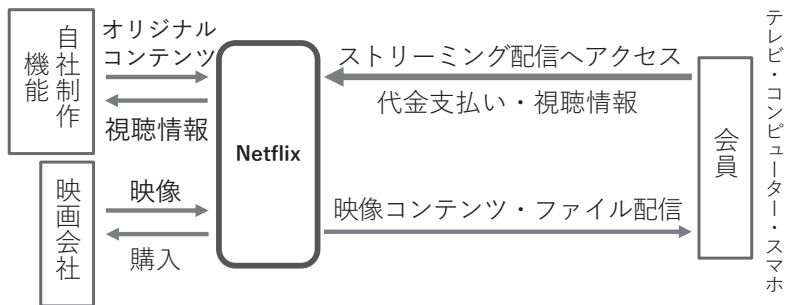 自社制作
機能
オリジナル
コンテンツ
視聴情報
映画会社
映像
購入
Netflix
ストリーミング配信へアクセス
代金支払い・視聴情報
映像コンテンツ・ファイル配信
会員
テレビ・コンピューター・スマホ